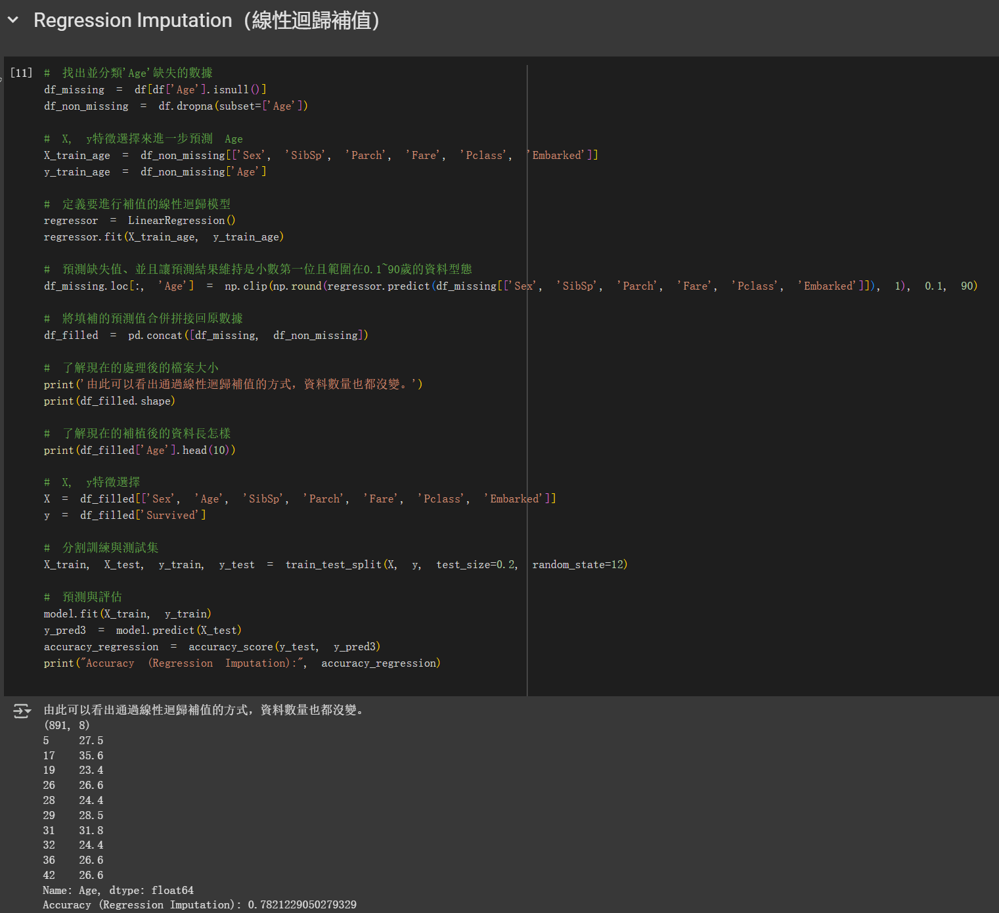 Regression Imputation（線性迴歸補值）
[11] # 找出並分類'Age'缺失的數據
df_missing = df[df['Age'].isnull()]
df_non_missing = df.dropna(subset=['Age'])
# X, y特徵選擇來進一步預測 Age
X_train_age = df_non_missing[['Sex', 'SibSp', 'Parch', 'Fare', 'Pclass', 'Embarked']]
y_train_age = df_non_missing['Age']
# 定義要進行補值的線性迴歸模型
regressor = LinearRegression()
regressor.fit(X_train_age, y_train_age)
# 預測缺失值、並且讓預測結果維持是小數第一位且範圍在0.1~90歲的資料型態
df_missing.loc[:, 'Age'] = np.clip(np.round(regressor.predict(df_missing[['Sex', 'SibSp', 'Parch', 'Fare', 'Pclass', 'Embarked']]), 1), 0.1, 90)
# 將填補的預測值合併拼接回原數據
df_filled = pd.concat([df_missing, df_non_missing])
# 了解現在的處理後的檔案大小
print('由此可以看出通過線性迴歸補值的方式，資料數量也都沒變。')
print(df_filled.shape)
# 了解現在的補植後的資料長怎樣
print(df_filled['Age'].head(10))
# X, y特徵選擇
X = df_filled[['Sex', 'Age', 'SibSp', 'Parch', 'Fare', 'Pclass', 'Embarked']]
y = df_filled['Survived']
# 分割訓練與測試集
X_train, X_test, y_train, y_test = train_test_split(X, y, test_size=0.2, random_state=12)
# 預測與評估
model.fit(X_train, y_train)
y_pred3 = model.predict(X_test)
accuracy_regression = accuracy_score(y_test, y_pred3)
print("Accuracy (Regression Imputation):", accuracy_regression)
由此可以看出通過線性迴歸補值的方式，資料數量也都沒變。
(891, 8)
5 27.5
17 35.6
19 23.4
26 26.6
28 24.4
29 28.5
31 31.8
32 24.4
36 26.6
42 26.6
Name: Age, dtype: float64
Accuracy (Regression Imputation): 0.7821229050279329